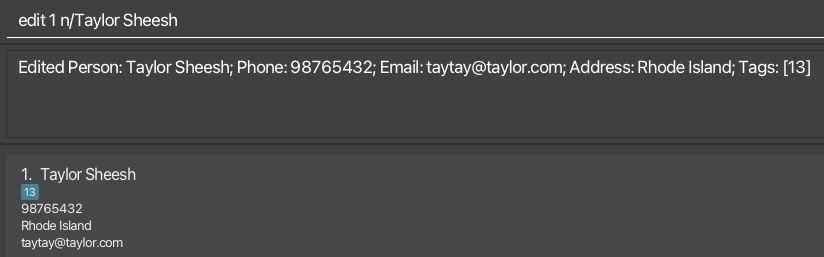 edit 1 n/Taylor Sheesh
Edited Person: Taylor Sheesh; Phone: 98765432; Email: taytay@taylor.com; Address: Rhode Island; Tags: [13]
1. Taylor Sheesh
13
98765432
Rhode Island
taytay@taylor.com